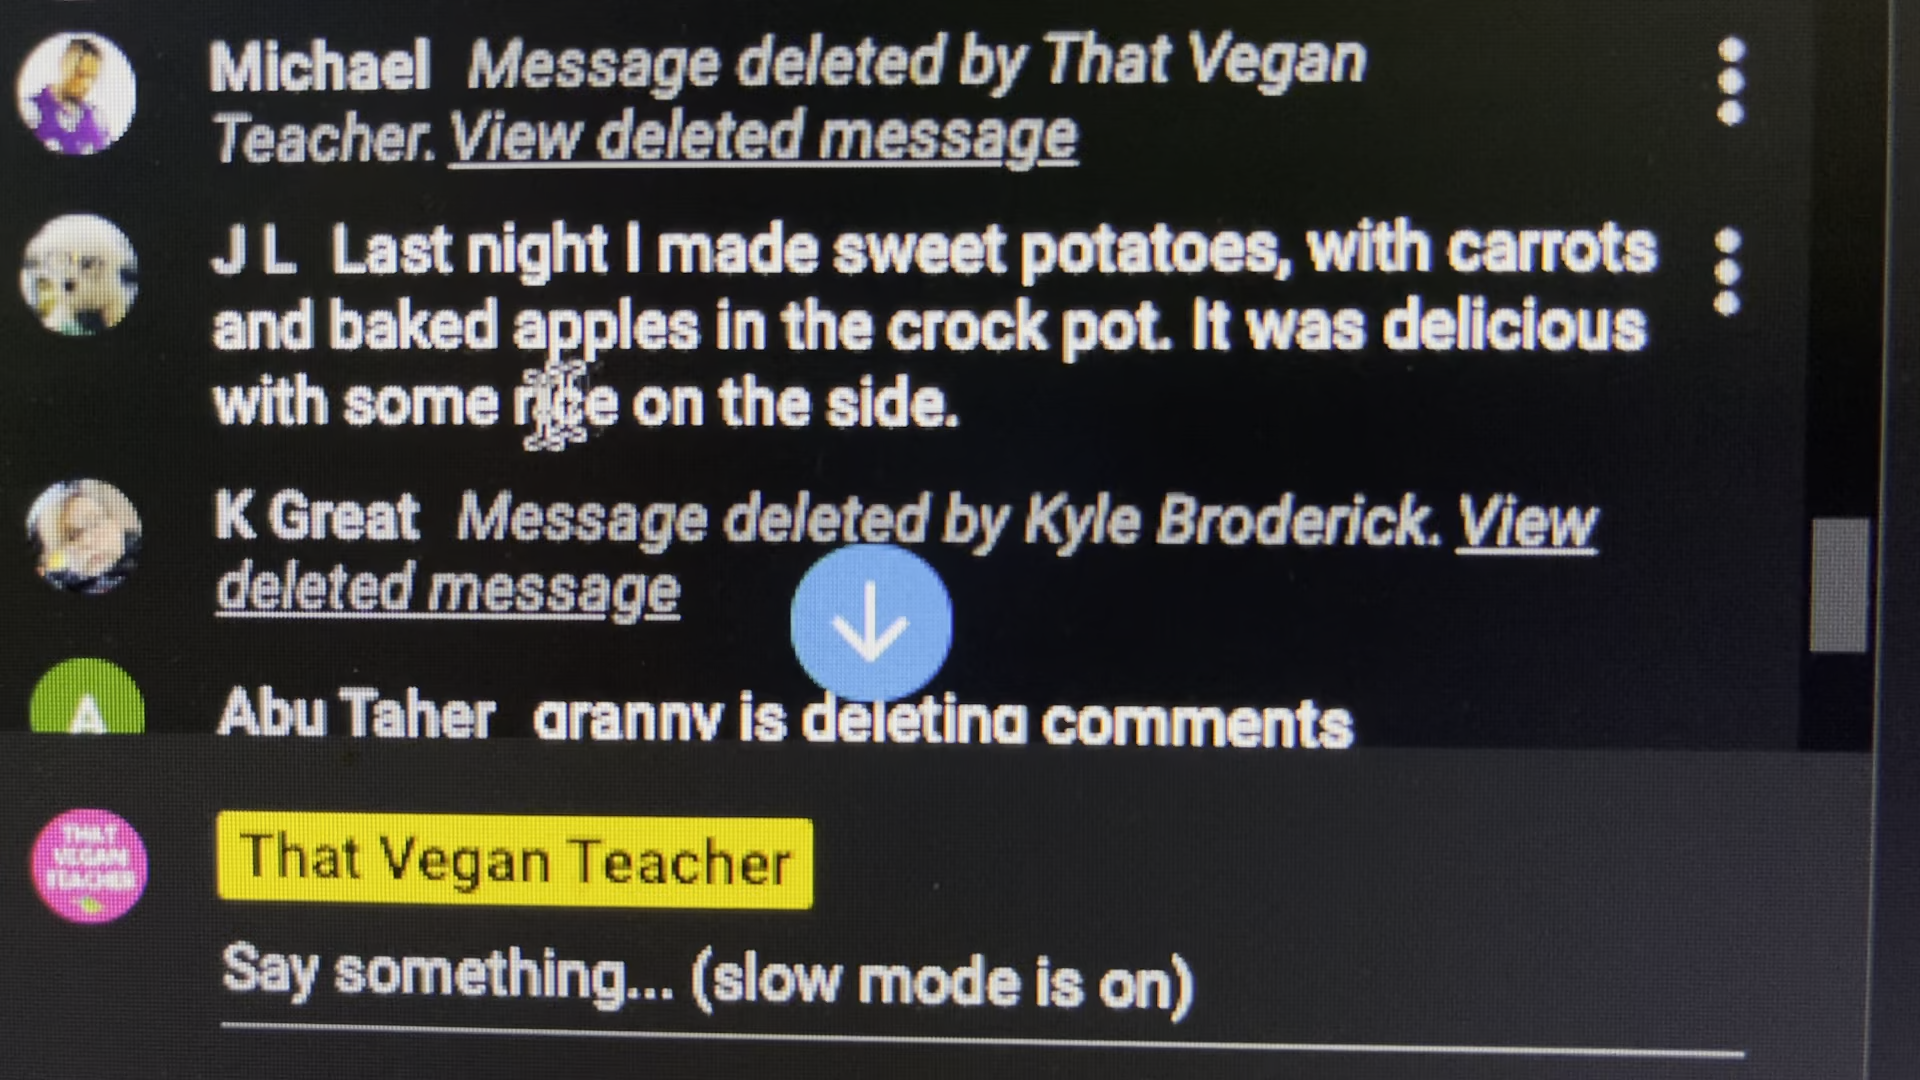 Michael Message deleted by That Vegan
Teacher. View deleted message
J L Last night I made sweet potatoes, with carrots
and baked apples in the crock pot. It was delicious
with some rice on the side.
K Great Message deleted by Kyle Broderick. View
deleted message
A Abu Taher granny is deleting comments
THAT
VEGAN
TEACHER
That Vegan Teacher
Say something... (slow mode is on)